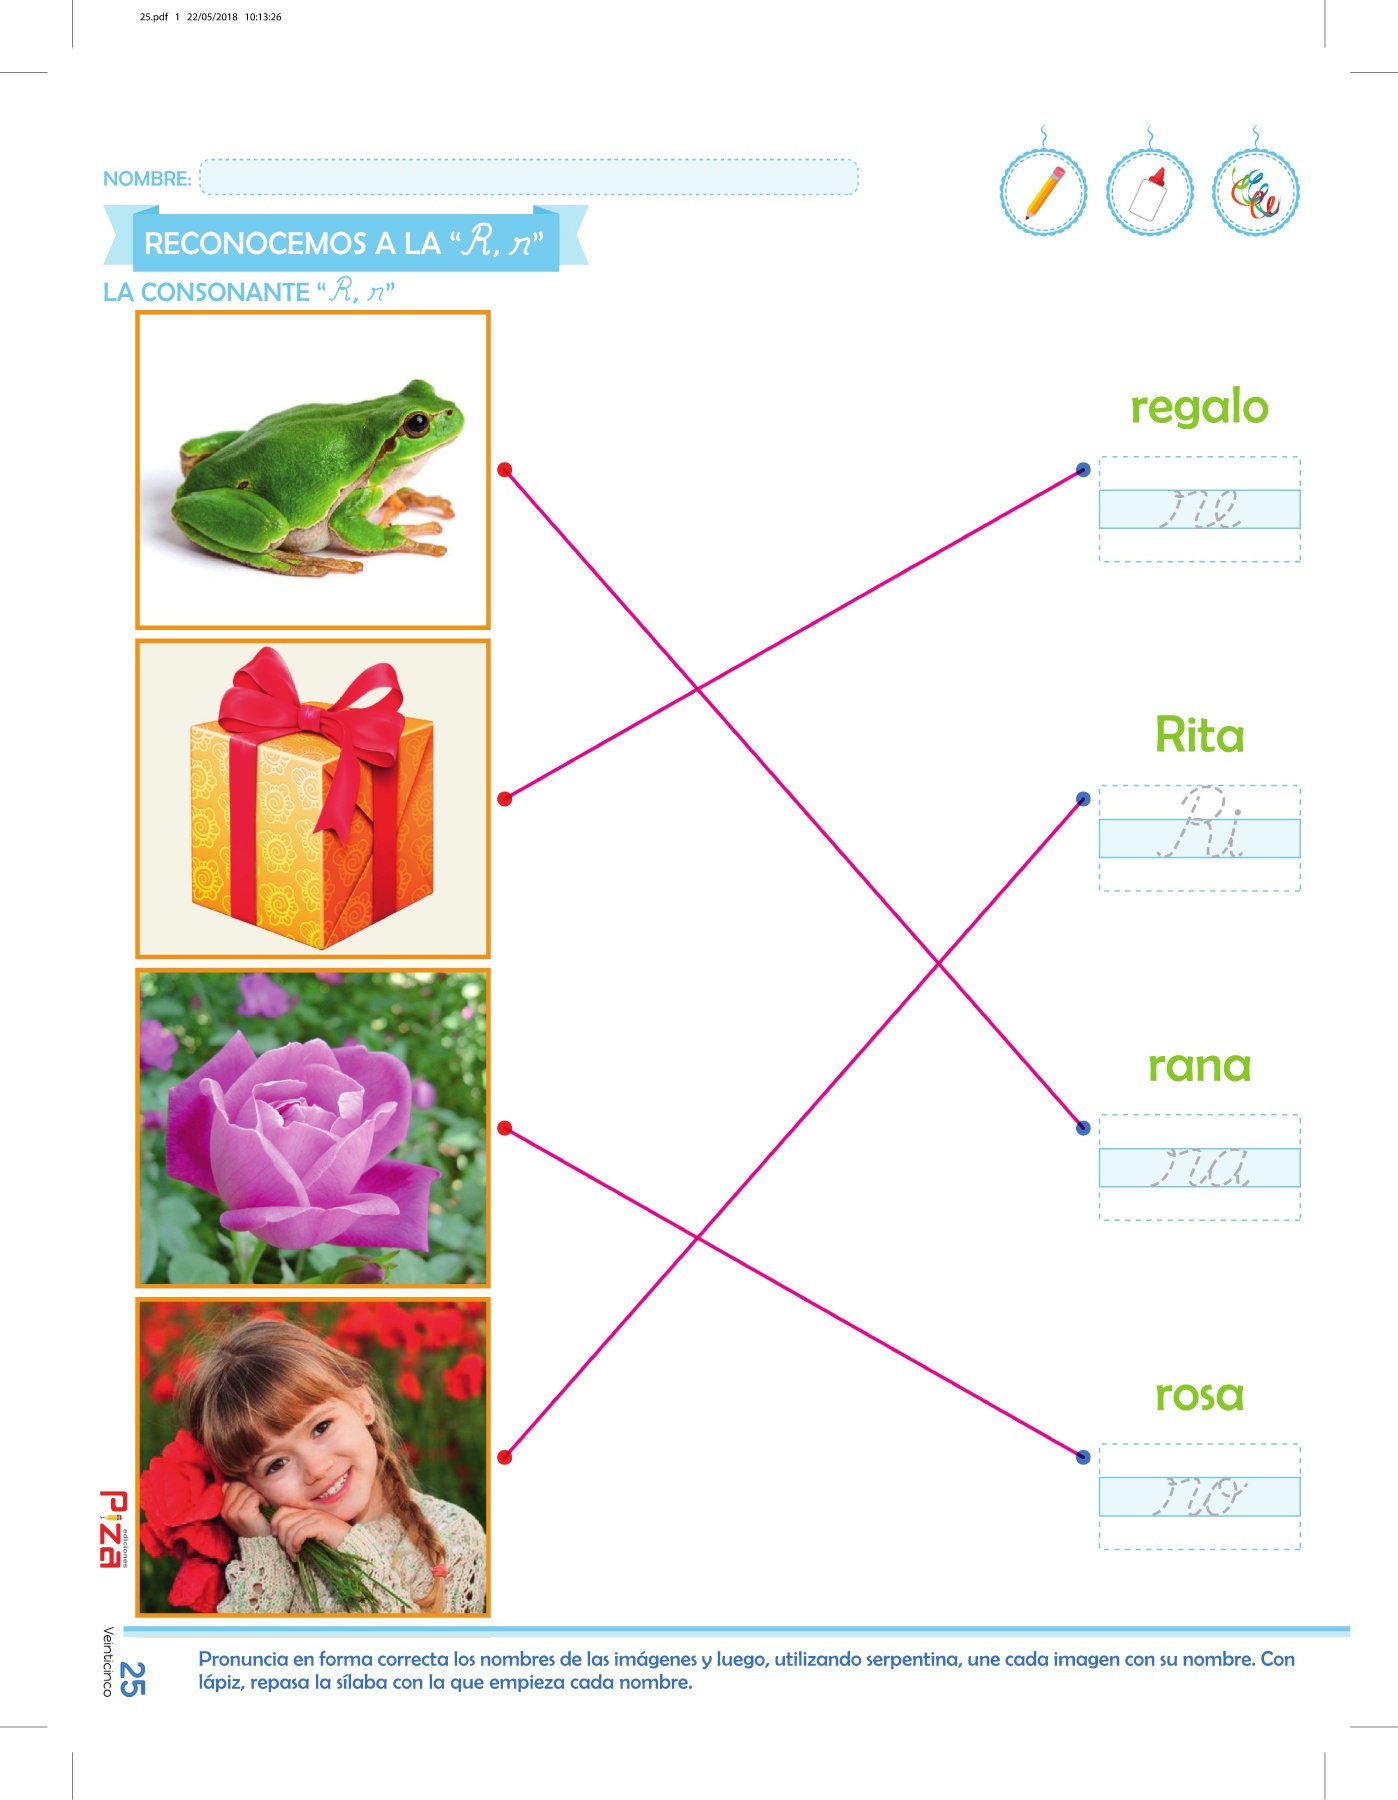 25.pdf 1 22/05/2018 10:13:26
NOMBRE:
RECONOCEMOS A LA “R, r”
LA CONSONANTE “R, r”
regalo
re
Rita
Ri
rana
ra
rosa
ro
Piza
ediciones
Veinticinco
25
Pronuncia en forma correcta los nombres de las imágenes y luego, utilizando serpentina, une cada imagen con su nombre. Con
lápiz, repasa la sílaba con la que empieza cada nombre.